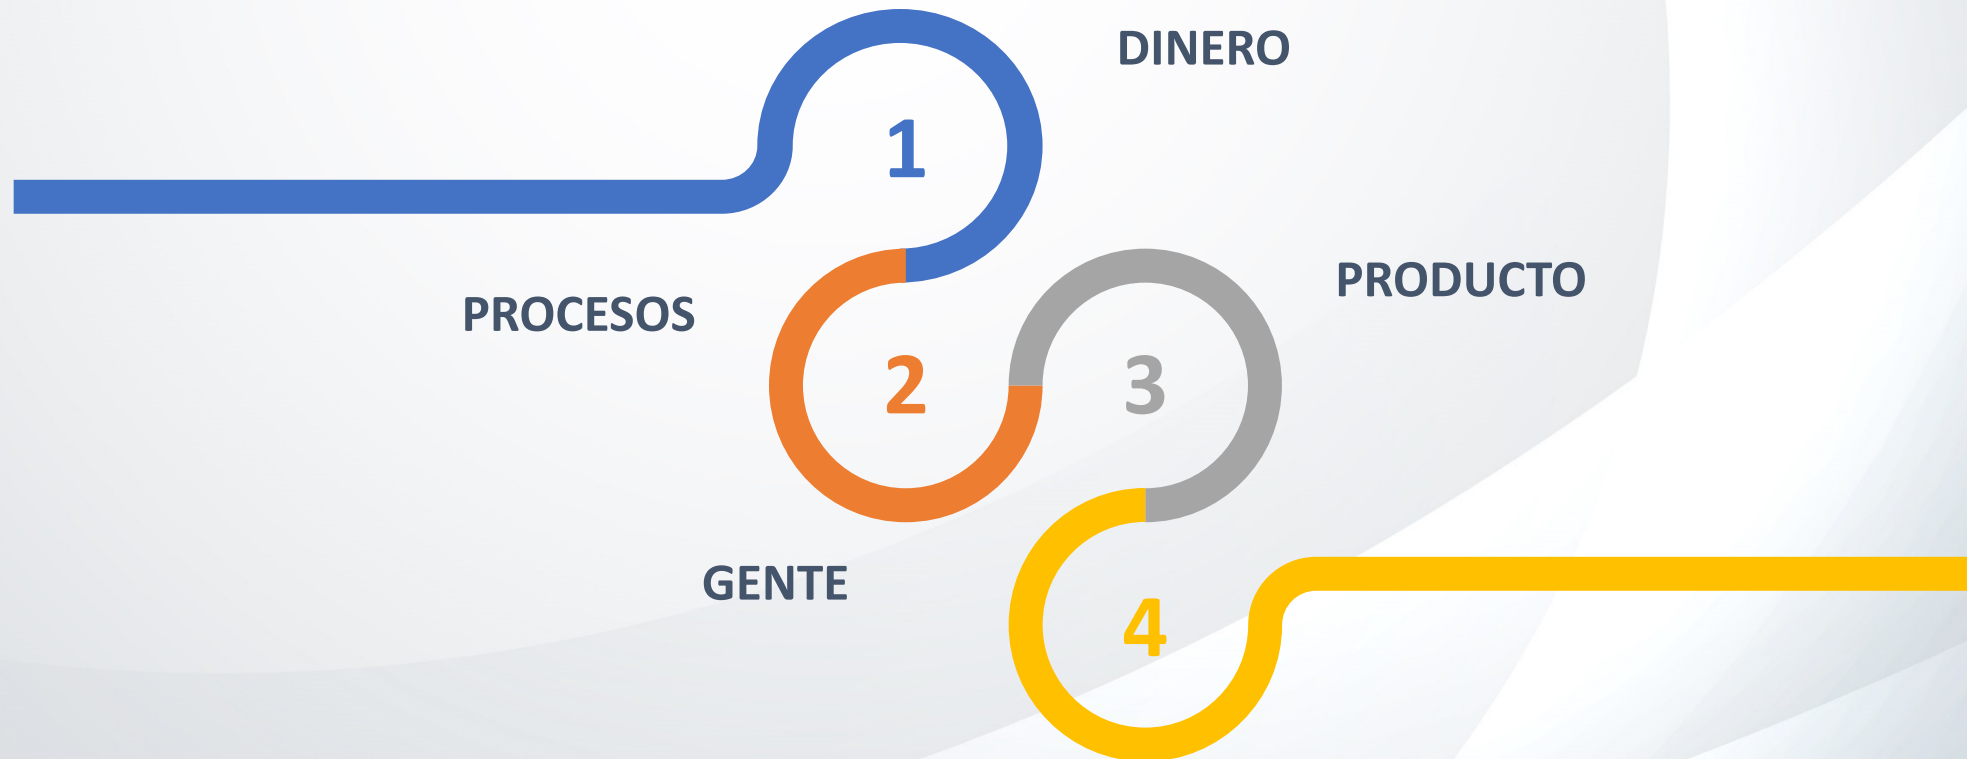 DINERO
1
PROCESOS
2
PRODUCTO
3
GENTE
4